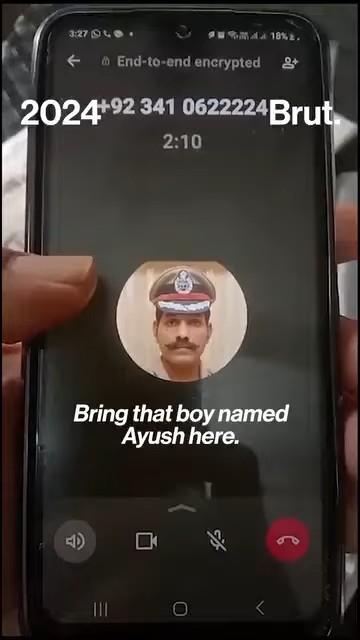 3:27
18%
End-to-end encrypted
2024
+92 341 0622224
Brut.
2:10
Bring that boy named
Ayush here.